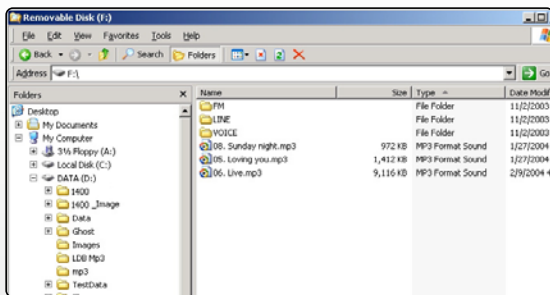 Removable Disk (F:)
File Edit View Favorites Tools Help
Back Search Folders
Address F:\ Go
Folders
Desktop
My Documents
My Computer
3½ Floppy (A:)
Local Disk (C:)
DATA (D:)
1400
1400 _Image
Data
Ghost
Images
LDB Mp3
mp3
TestData
Name Size Type Date Modif
FM File Folder 11/2/2003
LINE File Folder 11/2/2003
VOICE File Folder 11/2/2003
08. Sunday night.mp3 972 KB MP3 Format Sound 1/27/2004
05. Loving you.mp3 1,412 KB MP3 Format Sound 1/27/2004
06. Live.mp3 9,116 KB MP3 Format Sound 2/9/2004 4